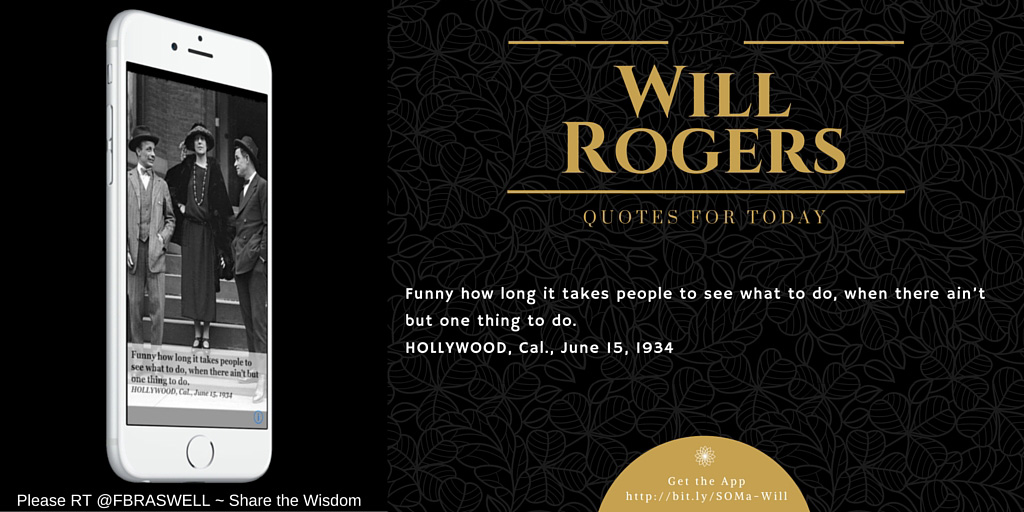 Funny how long it takes people to
see what to do, when there ain't but
one thing to do.
HOLLYWOOD, Cal., June 15, 1934
Please RT @FBRASWELL ~ Share the Wisdom
WILL
ROGERS
QUOTES FOR TODAY
Funny how long it takes people to see what to do, when there ain't
but one thing to do.
HOLLYWOOD, Cal., June 15, 1934
Get the App
http://bit.ly/SOMa-Will